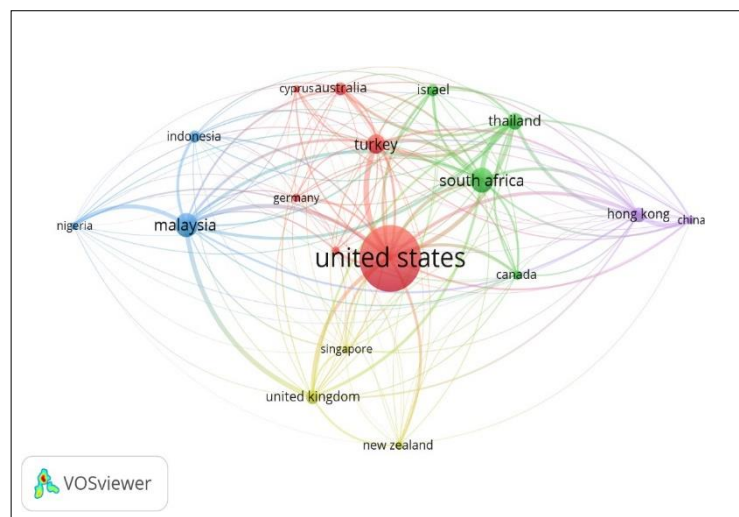 cyprus
australia
israel
thailand
indonesia
turkey
south africa
germany
hong kong
china
nigeria
malaysia
united states
canada
singapore
united kingdom
new zealand
VOSviewer